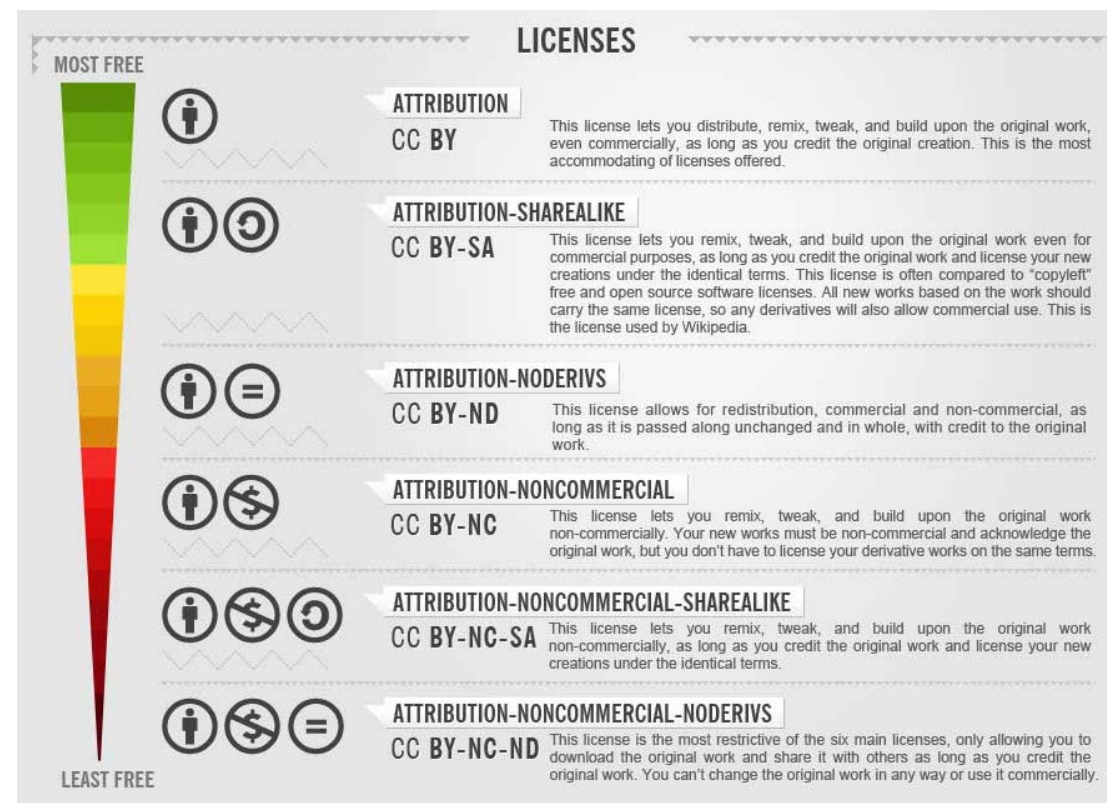 LICENSES
MOST FREE
ATTRIBUTION
CC BY
This license lets you distribute, remix, tweak, and build upon the original work,
even commercially, as long as you credit the original creation. This is the most
accommodating of licenses offered.
ATTRIBUTION-SHAREALIKE
CC BY-SA
This license lets you remix, tweak, and build upon the original work even for
commercial purposes, as long as you credit the original work and license your new
creations under the identical terms. This license is often compared to “copyleft”
free and open source software licenses. All new works based on the work should
carry the same license, so any derivatives will also allow commercial use. This is
the license used by Wikipedia.
ATTRIBUTION-NODERIVS
CC BY-ND
This license allows for redistribution, commercial and non-commercial, as
long as it is passed along unchanged and in whole, with credit to the original
work.
ATTRIBUTION-NONCOMMERCIAL
CC BY-NC
This license lets you remix, tweak, and build upon the original work
non-commercially. Your new works must be non-commercial and acknowledge the
original work, but you don’t have to license your derivative works on the same terms.
ATTRIBUTION-NONCOMMERCIAL-SHAREALIKE
CC BY-NC-SA
This license lets you remix, tweak, and build upon the original work
non-commercially, as long as you credit the original work and license your new
creations under the identical terms.
ATTRIBUTION-NONCOMMERCIAL-NODERIVS
CC BY-NC-ND
This license is the most restrictive of the six main licenses, only allowing you to
download the original work and share it with others as long as you credit the
original work. You can’t change the original work in any way or use it commercially.
LEAST FREE